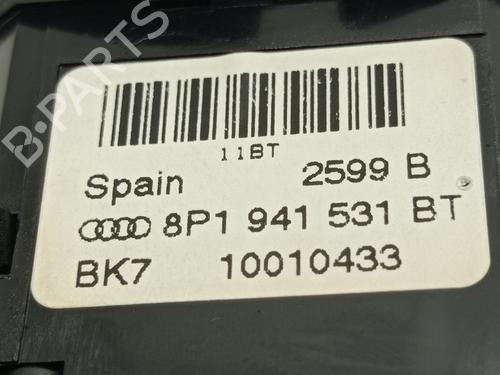 B-PARTS
11BT
Spain 2599 B
8P1 941 531 BT
BK7 10010433